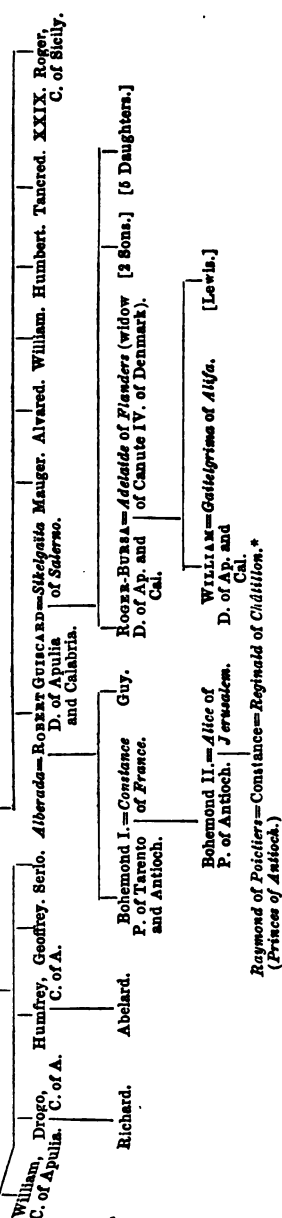 William, C. of Apulia.
Drogo, C. of A.
Humfrey, C. of A.
Geoffrey.
Serlo.
Alberada=ROBERT GUISCARD=Sikelgaita of Salerno.
D. of Apulia and Calabria.
Mauger.
Alvared.
William.
Humbert.
Tancred.
XXIX. Roger, C. of Sicily.
Richard.
Abelard.
Bohemond I.=Constance of France.
P. of Tarento and Antioch.
Guy.
ROGER-BURSA=Adelaide of Flanders (widow of Canute IV. of Denmark).
D. of Ap. and Cal.
[2 Sons.]
[5 Daughters.]
Bohemond II.=Alice of Jerusalem.
P. of Antioch.
WILLIAM=Gaitelgrima of Alifa.
D. of Ap. and Cal.
[Lewis.]
Raymond of Poictiers=Constance=Reginald of Châtillon.*
(Princes of Antioch.)